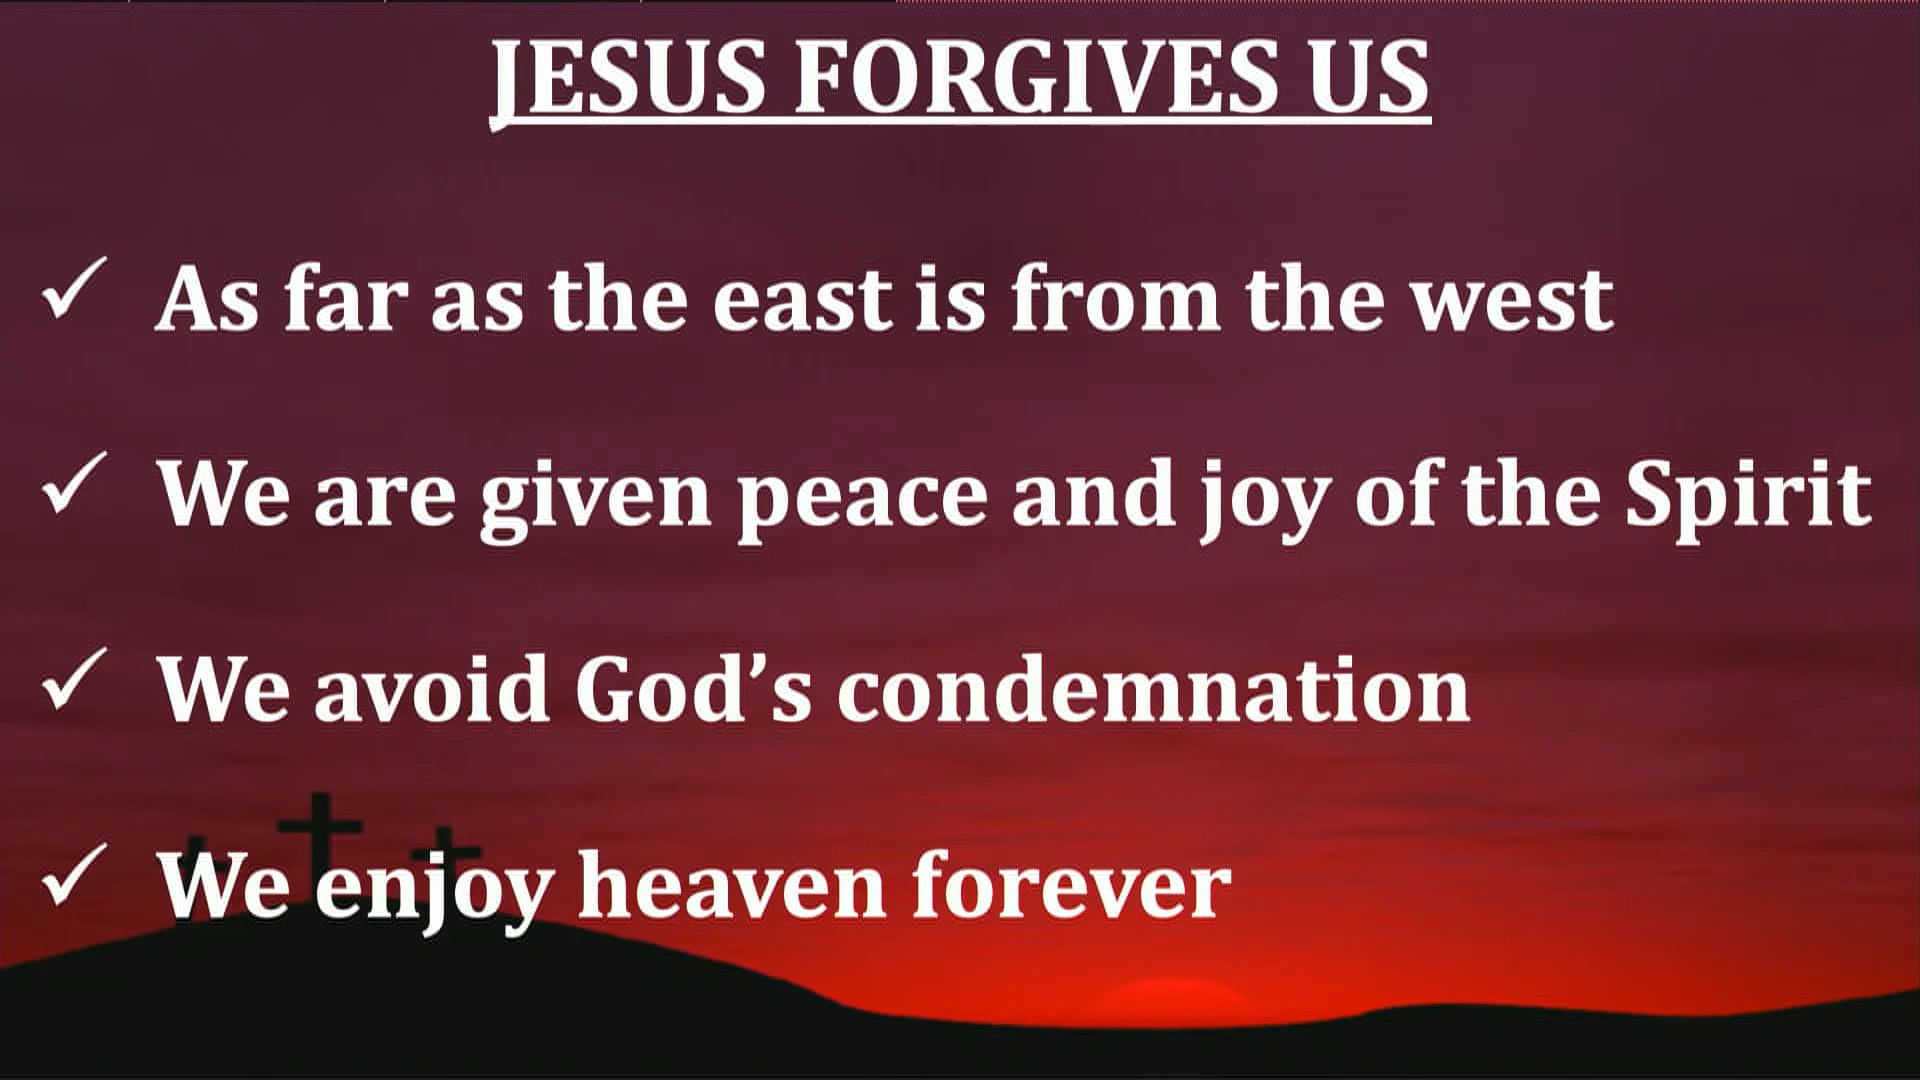 JESUS FORGIVES US
✓ As far as the east is from the west
✓ We are given peace and joy of the Spirit
✓ We avoid God’s condemnation
✓ We enjoy heaven forever